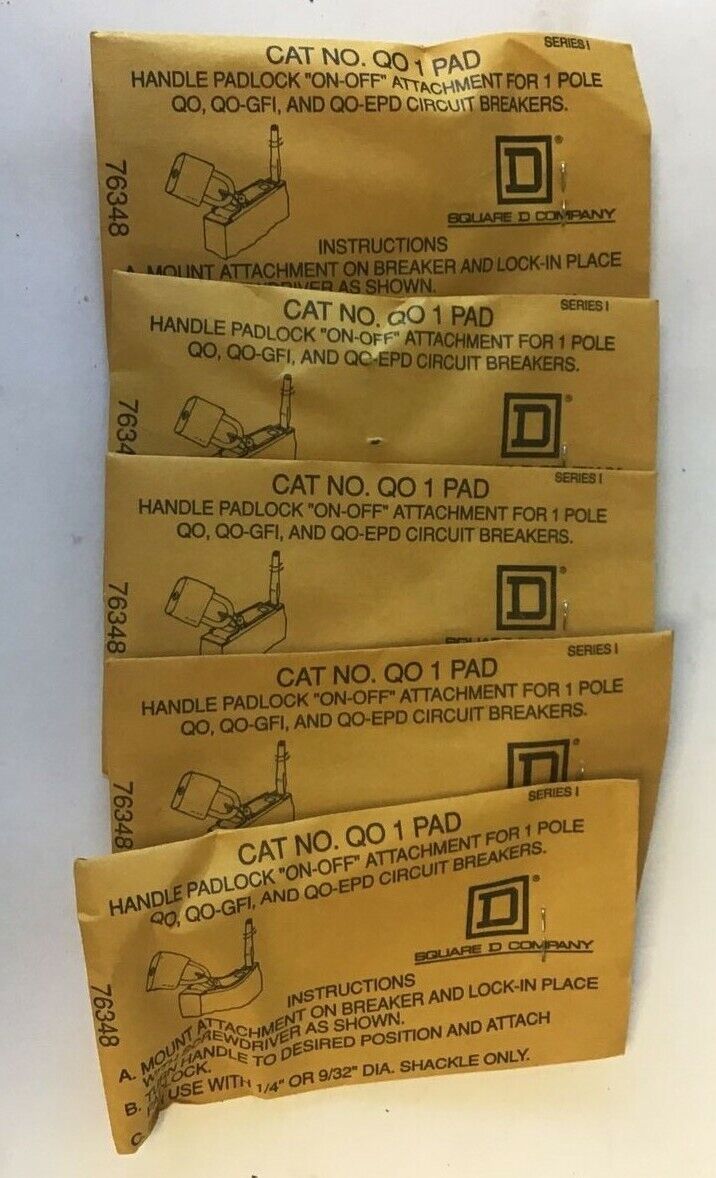 SERIES I
CAT NO. QO 1 PAD
HANDLE PADLOCK "ON-OFF" ATTACHMENT FOR 1 POLE
QO, QO-GFI, AND QO-EPD CIRCUIT BREAKERS.
76348
D®
SQUARE D COMPANY
INSTRUCTIONS
A. MOUNT ATTACHMENT ON BREAKER AND LOCK-IN PLACE
AS SHOWN.
SERIES I
CAT NO. QO 1 PAD
HANDLE PADLOCK "ON-OFF" ATTACHMENT FOR 1 POLE
QO, QO-GFI, AND QO-EPD CIRCUIT BREAKERS.
7634
D®
SERIES I
CAT NO. QO 1 PAD
HANDLE PADLOCK "ON-OFF" ATTACHMENT FOR 1 POLE
QO, QO-GFI, AND QO-EPD CIRCUIT BREAKERS.
76348
D®
SERIES I
CAT NO. QO 1 PAD
HANDLE PADLOCK "ON-OFF" ATTACHMENT FOR 1 POLE
QO, QO-GFI, AND QO-EPD CIRCUIT BREAKERS.
76348
D®
SERIES I
CAT NO. QO 1 PAD
HANDLE PADLOCK "ON-OFF" ATTACHMENT FOR 1 POLE
QO, QO-GFI, AND QO-EPD CIRCUIT BREAKERS.
76348
D®
SQUARE D COMPANY
INSTRUCTIONS
A. MOUNT ATTACHMENT ON BREAKER AND LOCK-IN PLACE
WITH SCREWDRIVER AS SHOWN.
B. TURN HANDLE TO DESIRED POSITION AND ATTACH
C. USE WITH 1/4" OR 9/32" DIA. SHACKLE ONLY.